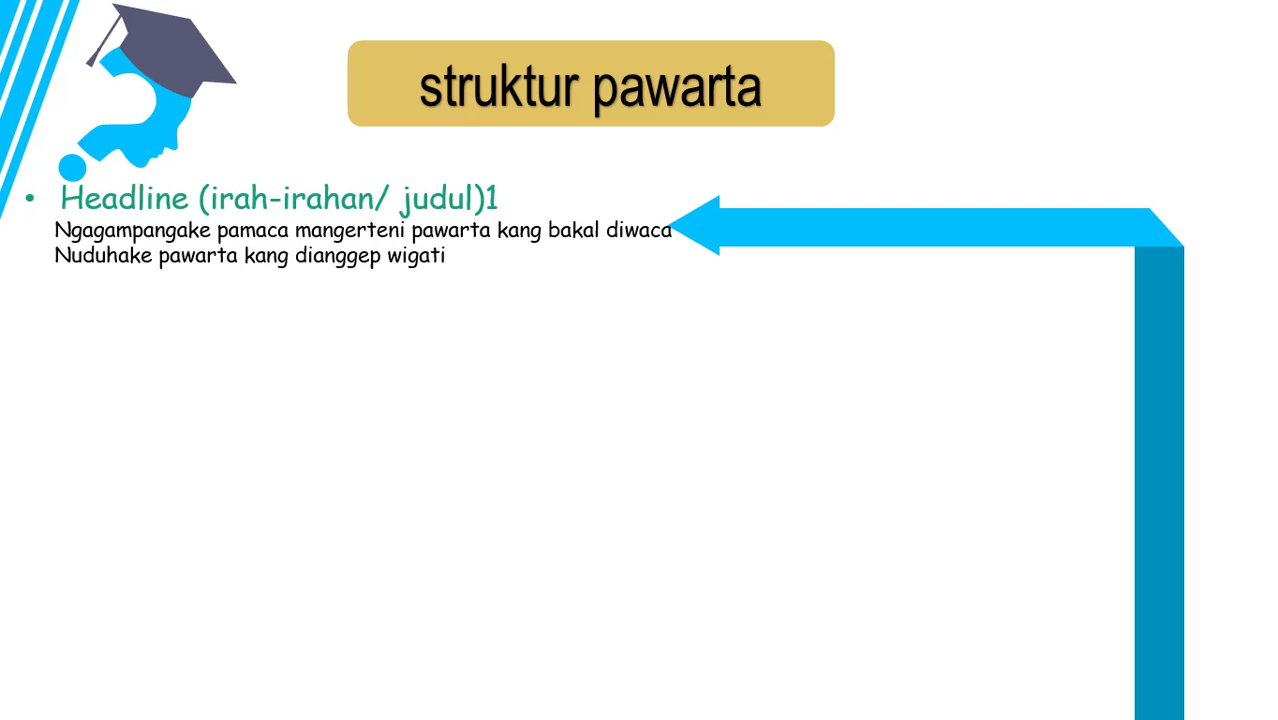 struktur pawarta
• Headline (irah-irahan/ judul)1
Ngagampangake pamaca mangerteni pawarta kang bakal diwaca
Nuduhake pawarta kang dianggep wigati